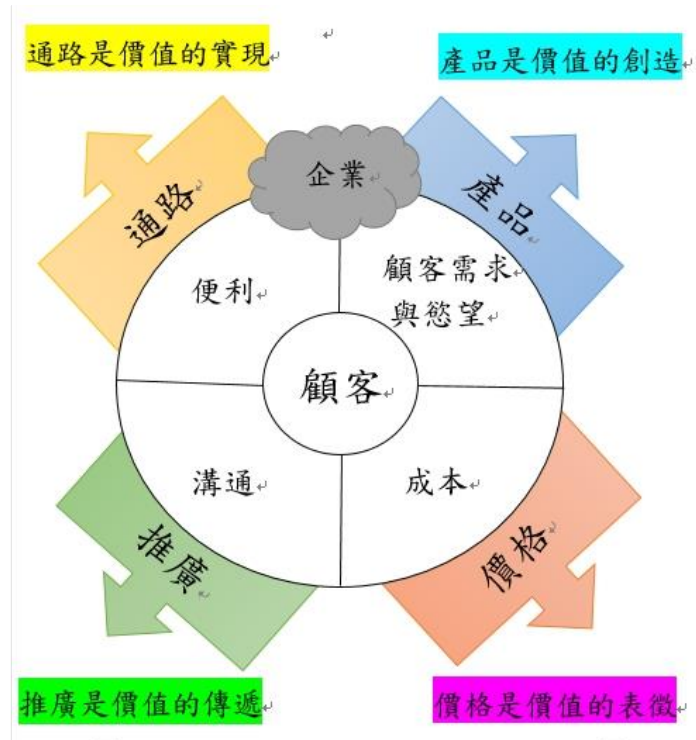 通路是價值的實現
產品是價值的創造
企業
通路
產品
便利
顧客需求
與慾望
顧客
溝通
成本
推廣
價格
推廣是價值的傳遞
價格是價值的表徵